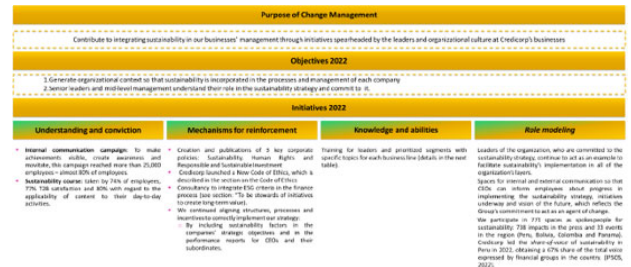 Purpose of Change Management
Contribute to integrating sustainability in our businesses' management through initiatives spearheaded by the leaders and organizational culture at Credicorp's businesses
Objectives 2022
1.Generate organizational context so that sustainability is incorporated in the processes and management of each company
2.Senior leaders and mid-level management understand their role in the sustainability strategy and commit to it.
Initiatives 2022
Understanding and conviction
• Internal communication campaign: To make
achievements visible, create awareness and
motivate, this campaign reached more than 25,000
employees – almost 80% of employees.
• Sustainability course: taken by 74% of employees,
77% T2B satisfaction and 80% with regard to the
applicability of content to their day-to-day
activities.
Mechanisms for reinforcement
• Creation and publications of 5 key corporate
policies: Sustainability, Human Rights and
Responsible and Sustainable Investment
• Credicorp launched a New Code of Ethics, which is
described in the section on the Code of Ethics
• Consultancy to integrate ESG criteria in the finance
process (see section: "To be stewards of initiatives
to create long-term value).
• We continued aligning structures, processes and
incentives to correctly implement our strategy:
o By including sustainability factors in the
companies' strategic objectives and in the
performance reports for CEOs and their
subordinates.
Knowledge and abilities
Training for leaders and prioritized segments with
specific topics for each business line (details in the next
table).
Role modeling
Leaders of the organization, who are committed to the
sustainability strategy, continue to act as an example to
facilitate sustainability's implementation in all of the
organization's layers.
Spaces for internal and external communication so that
CEOs can inform employees about progress in
implementing the sustainability strategy, initiatives
underway and vision of the future, which reflects the
Group's commitment to act as an agent of change.
We participate in 771 spaces as spokespeople for
sustainability: 738 impacts in the press and 33 events
in the region (Peru, Bolivia, Colombia and Panama).
Credicorp led the share-of-voice of sustainability in
Peru in 2022, obtaining a 67% share of the total voice
expressed by financial groups in the country. (IPSOS,
2022).